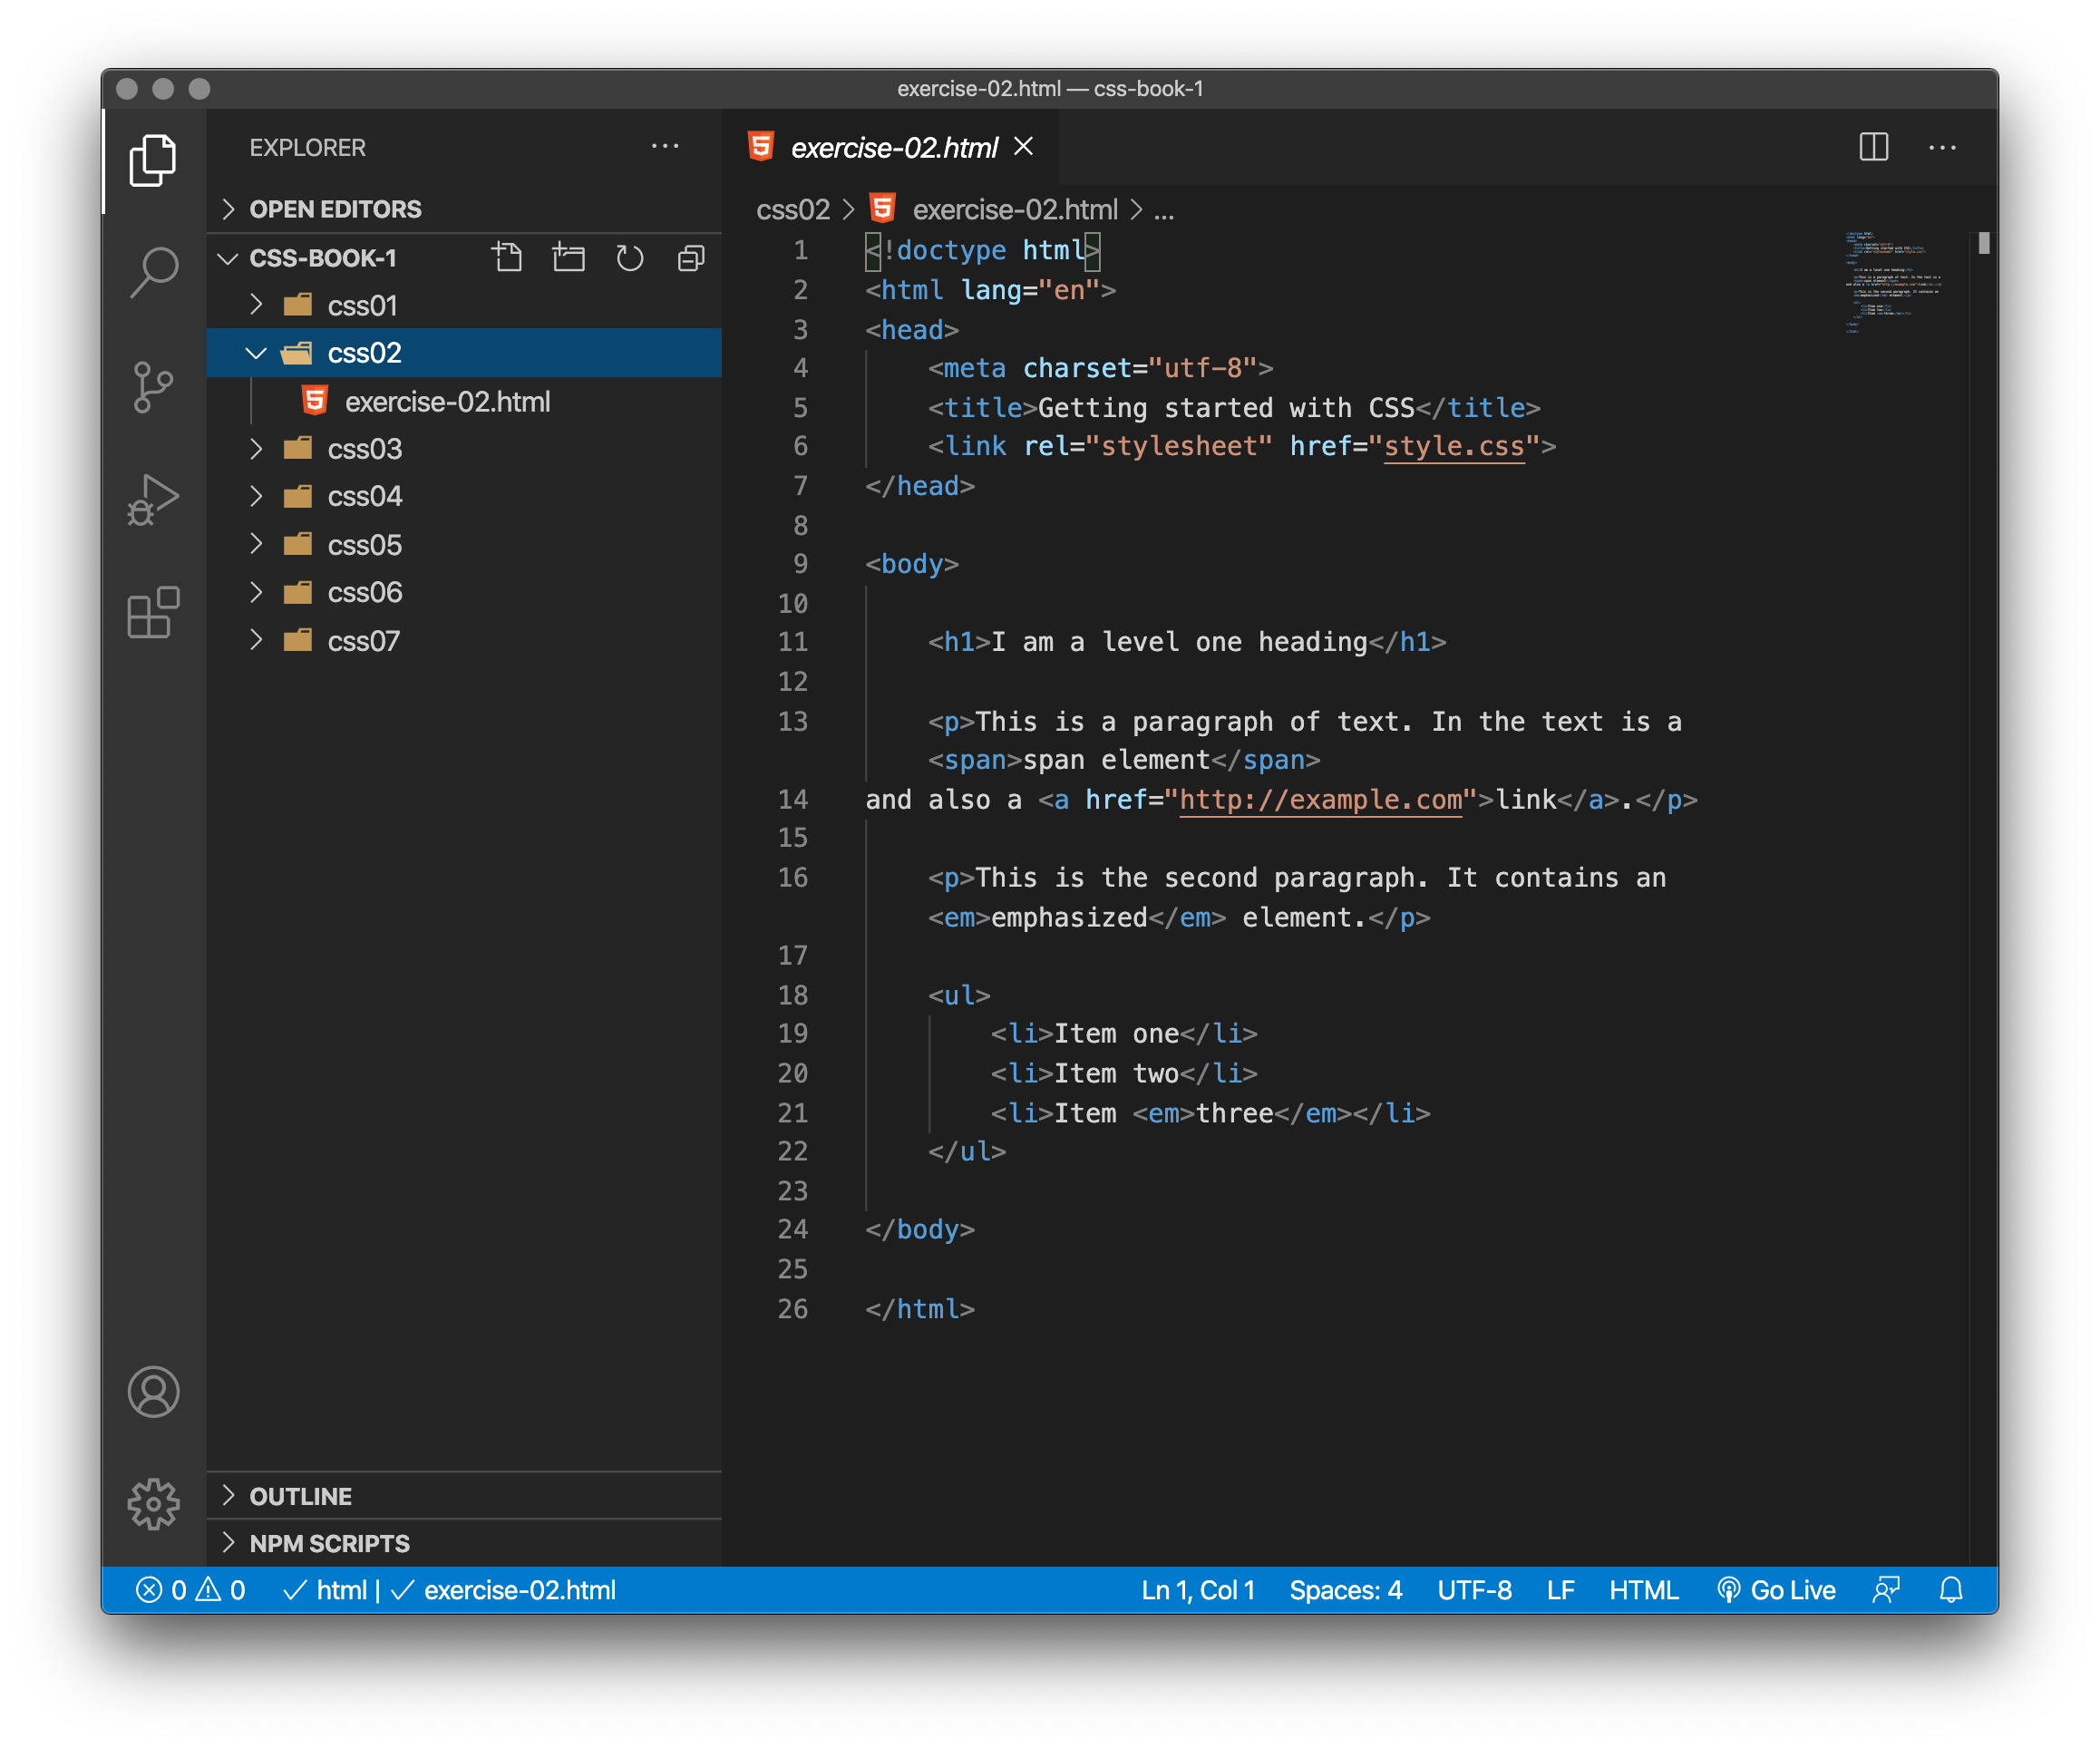 exercise-02.html — css-book-1
EXPLORER
OPEN EDITORS
CSS-BOOK-1
css01
css02
exercise-02.html
css03
css04
css05
css06
css07
OUTLINE
NPM SCRIPTS
exercise-02.html
css02 > exercise-02.html > ...
1 <!doctype html>
2 <html lang="en">
3 <head>
4     <meta charset="utf-8">
5     <title>Getting started with CSS</title>
6     <link rel="stylesheet" href="style.css">
7 </head>
8
9 <body>
10
11     <h1>I am a level one heading</h1>
12
13     <p>This is a paragraph of text. In the text is a
    <span>span element</span>
14 and also a <a href="http://example.com">link</a>.</p>
15
16     <p>This is the second paragraph. It contains an
    <em>emphasized</em> element.</p>
17
18     <ul>
19         <li>Item one</li>
20         <li>Item two</li>
21         <li>Item <em>three</em></li>
22     </ul>
23
24 </body>
25
26 </html>
0 0 html | exercise-02.html Ln 1, Col 1 Spaces: 4 UTF-8 LF HTML Go Live